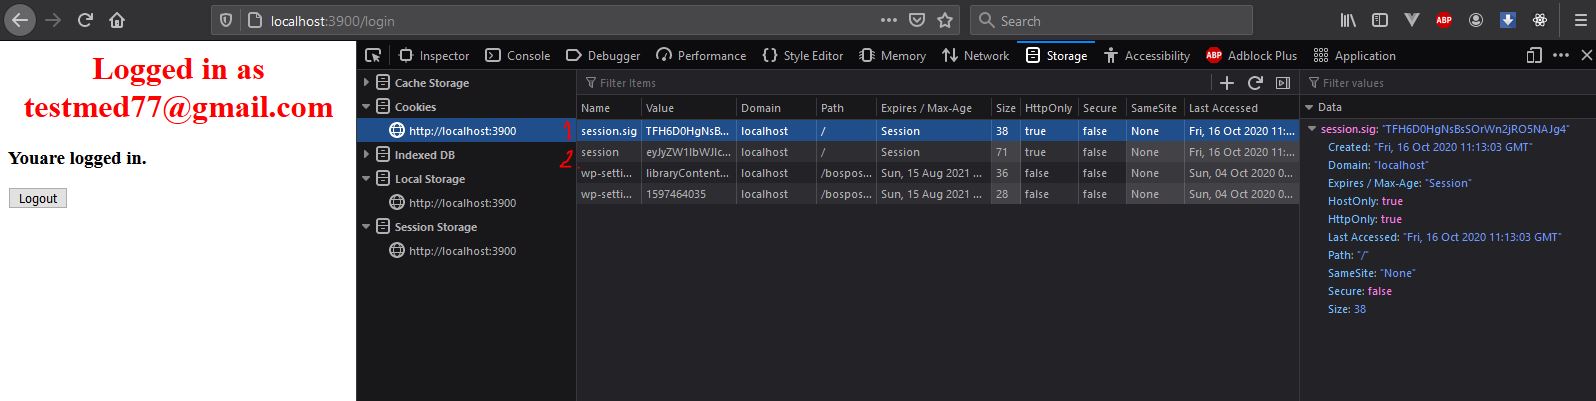 localhost:3900/login
Search
ABP
Logged in as
testmed77@gmail.com
Youare logged in.
Logout
Inspector Console Debugger Performance {} Style Editor Memory Network Storage Accessibility ABP Adblock Plus Application
Cache Storage
Cookies
http://localhost:3900
Indexed DB
Local Storage
http://localhost:3900
Session Storage
http://localhost:3900
1
2
Filter Items
Name Value Domain Path Expires / Max-Age Size HttpOnly Secure SameSite Last Accessed
session.sig TFH6D0HgNsB... localhost / Session 38 true false None Fri, 16 Oct 2020 11:...
session eyJyZW1lbWJlc... localhost / Session 71 true false None Fri, 16 Oct 2020 11:...
wp-setti... libraryContent... localhost /bospos... Sun, 15 Aug 2021 ... 36 false false None Sun, 04 Oct 2020 0...
wp-setti... 1597464035 localhost /bospos... Sun, 15 Aug 2021 ... 28 false false None Sun, 04 Oct 2020 0...
Filter values
Data
session.sig: "TFH6D0HgNsBsSOrWn2jRO5NAJg4"
Created: "Fri, 16 Oct 2020 11:13:03 GMT"
Domain: "localhost"
Expires / Max-Age: "Session"
HostOnly: true
HttpOnly: true
Last Accessed: "Fri, 16 Oct 2020 11:13:03 GMT"
Path: "/"
SameSite: "None"
Secure: false
Size: 38